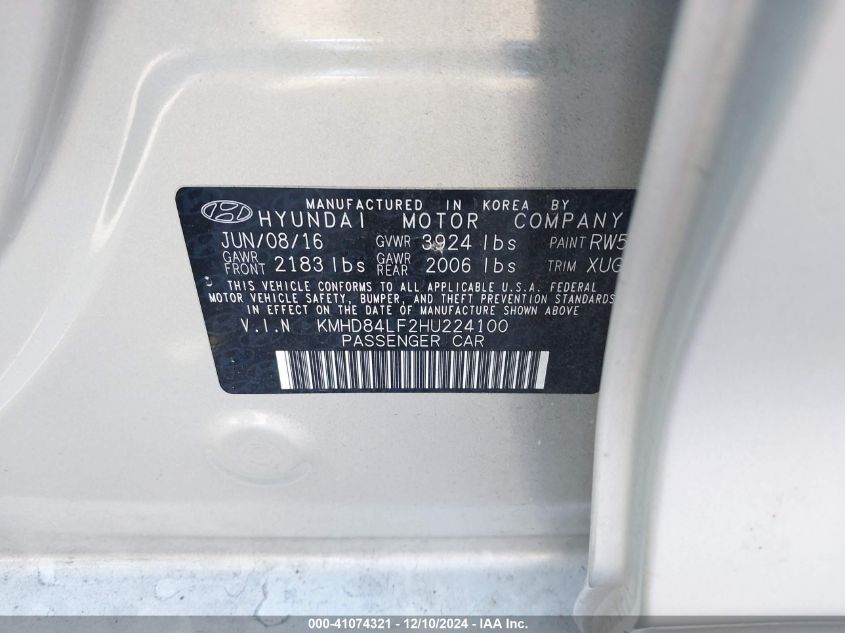 MANUFACTURED IN KOREA BY
HYUNDAI MOTOR COMPANY
JUN/08/16 GVWR 3924 lbs PAINT RW5
GAWR FRONT 2183 lbs GAWR REAR 2006 lbs TRIM XUG
THIS VEHICLE CONFORMS TO ALL APPLICABLE U.S.A. FEDERAL
MOTOR VEHICLE SAFETY, BUMPER, AND THEFT PREVENTION STANDARDS
IN EFFECT ON THE DATE OF MANUFACTURE SHOWN ABOVE
V.I.N KMHD84LF2HU224100
PASSENGER CAR
000-41074321 - 12/10/2024 - IAA Inc.